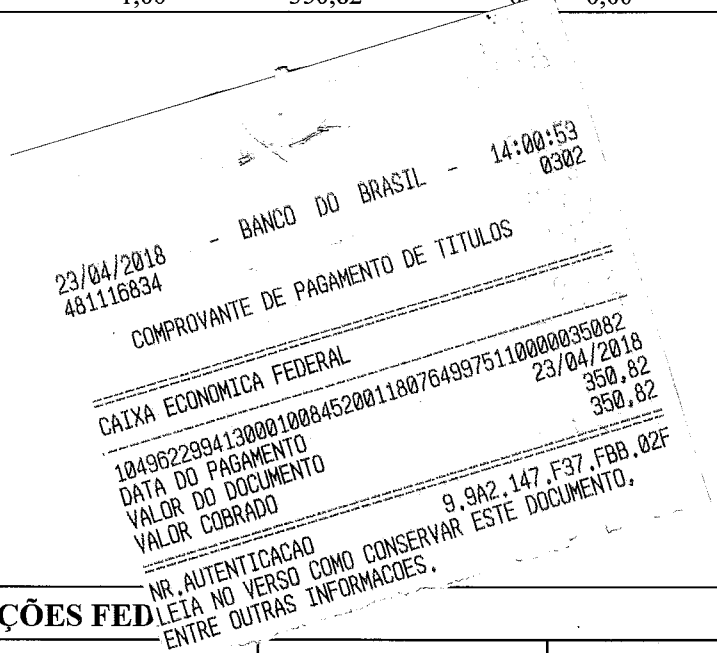 1,00 350,82 0,00
23/04/2018 - BANCO DO BRASIL - 14:00:53
481116834 0302
COMPROVANTE DE PAGAMENTO DE TITULOS
CAIXA ECONOMICA FEDERAL
10496229941300010084520011807649975110000035082
DATA DO PAGAMENTO 23/04/2018
VALOR DO DOCUMENTO 350,82
VALOR COBRADO 350,82
NR.AUTENTICACAO 9.9A2.147.F37.FBB.02F
LEIA NO VERSO COMO CONSERVAR ESTE DOCUMENTO,
ENTRE OUTRAS INFORMACOES.
ÇÕES FED